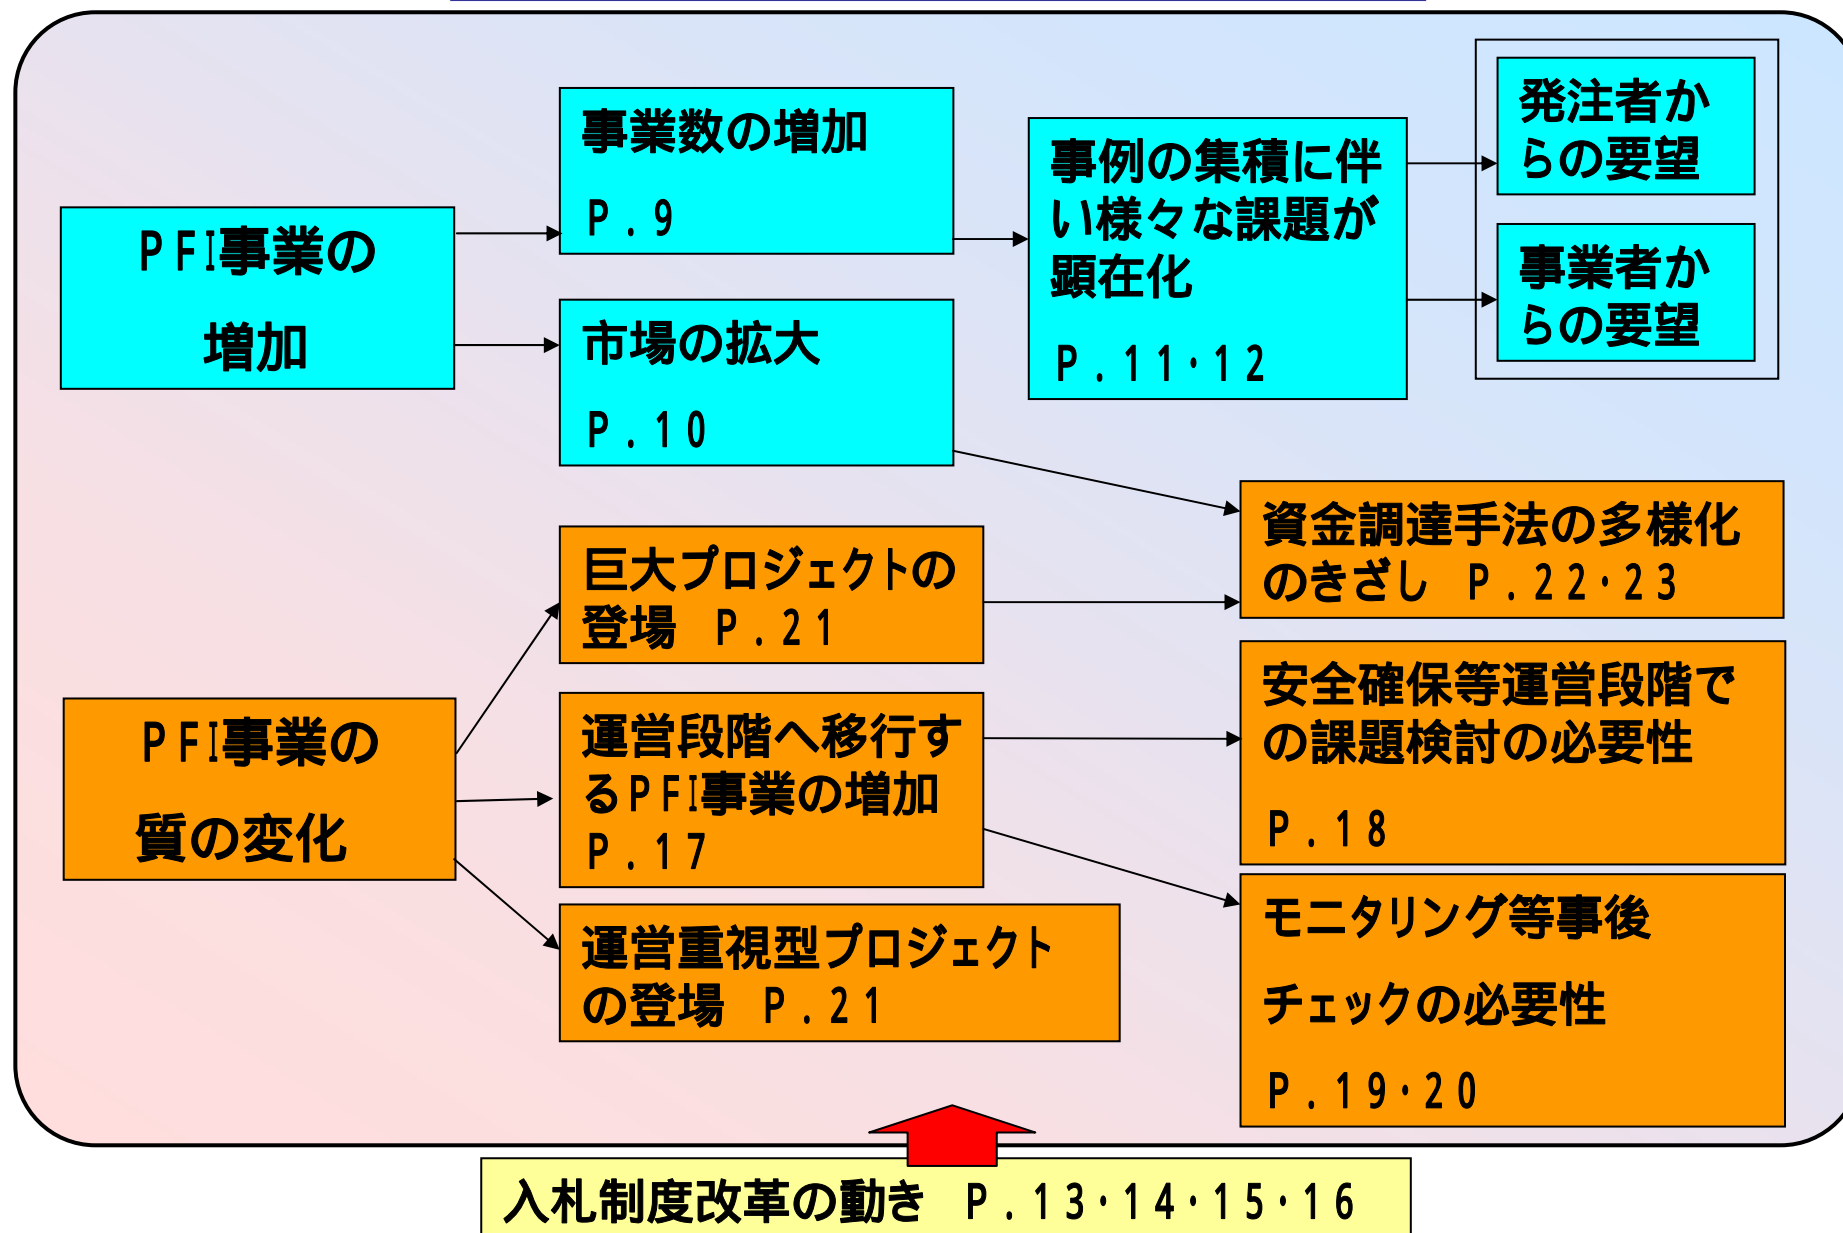 PFI事業の
増加
事業数の増加
P.9
市場の拡大
P.10
事例の集積に伴
い様々な課題が
顕在化
P.11・12
発注者か
らの要望
事業者か
らの要望
PFI事業の
質の変化
巨大プロジェクトの
登場 P.21
運営段階へ移行す
るPFI事業の増加
P.17
運営重視型プロジェクト
の登場 P.21
資金調達手法の多様化
のきざし P.22・23
安全確保等運営段階で
の課題検討の必要性
P.18
モニタリング等事後
チェックの必要性
P.19・20
入札制度改革の動き P.13・14・15・16